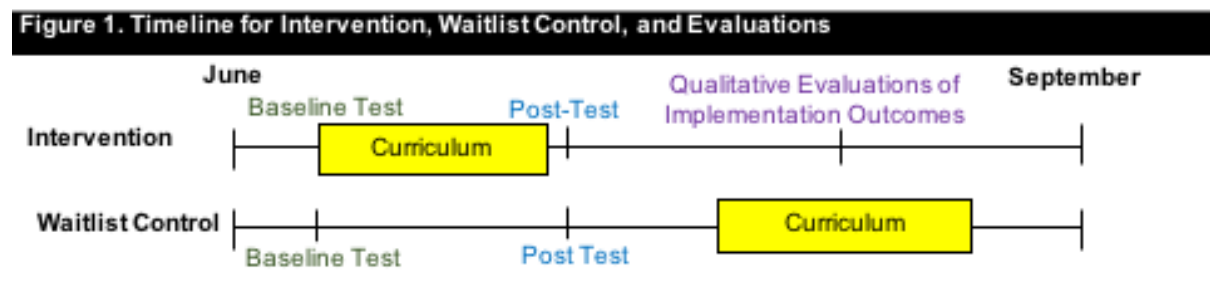 Figure 1. Timeline for Intervention, Waitlist Control, and Evaluations
June
September
Qualitative Evaluations of
Implementation Outcomes
Baseline Test
Post-Test
Intervention
Curriculum
Waitlist Control
Curriculum
Baseline Test
Post Test